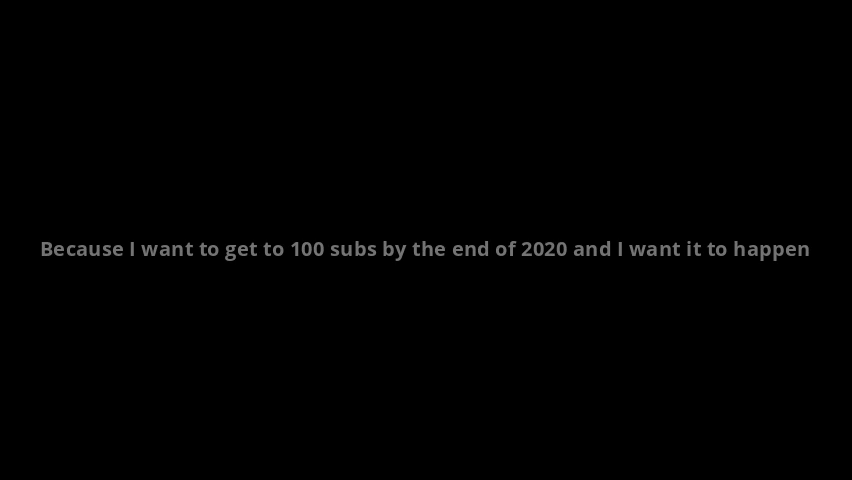 Because I want to get to 100 subs by the end of 2020 and I want it to happen